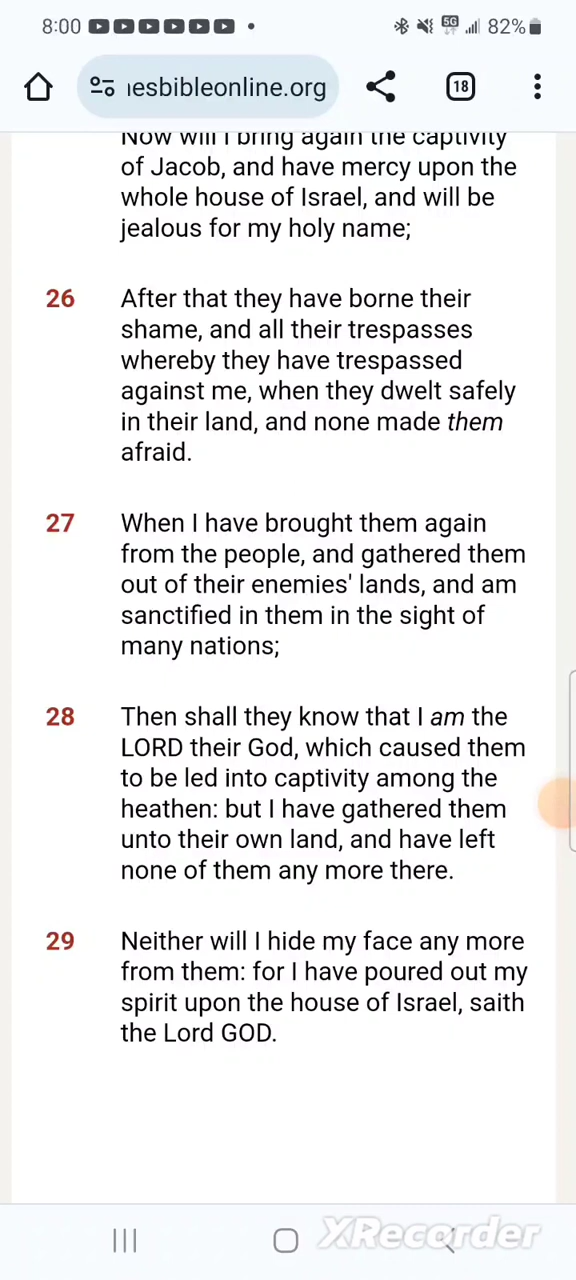 8:00 5G 82%
iesbibleonline.org 18
Now will I bring again the captivity
of Jacob, and have mercy upon the
whole house of Israel, and will be
jealous for my holy name;
26 After that they have borne their
shame, and all their trespasses
whereby they have trespassed
against me, when they dwelt safely
in their land, and none made them
afraid.
27 When I have brought them again
from the people, and gathered them
out of their enemies' lands, and am
sanctified in them in the sight of
many nations;
28 Then shall they know that I am the
LORD their God, which caused them
to be led into captivity among the
heathen: but I have gathered them
unto their own land, and have left
none of them any more there.
29 Neither will I hide my face any more
from them: for I have poured out my
spirit upon the house of Israel, saith
the Lord GOD.
XRecorder